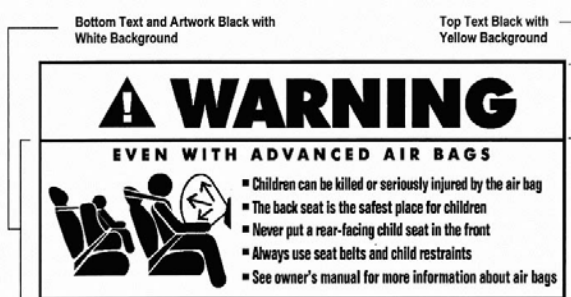 Bottom Text and Artwork Black with
White Background
Top Text Black with
Yellow Background
WARNING
EVEN WITH ADVANCED AIR BAGS
▪ Children can be killed or seriously injured by the air bag
▪ The back seat is the safest place for children
▪ Never put a rear-facing child seat in the front
▪ Always use seat belts and child restraints
▪ See owner's manual for more information about air bags